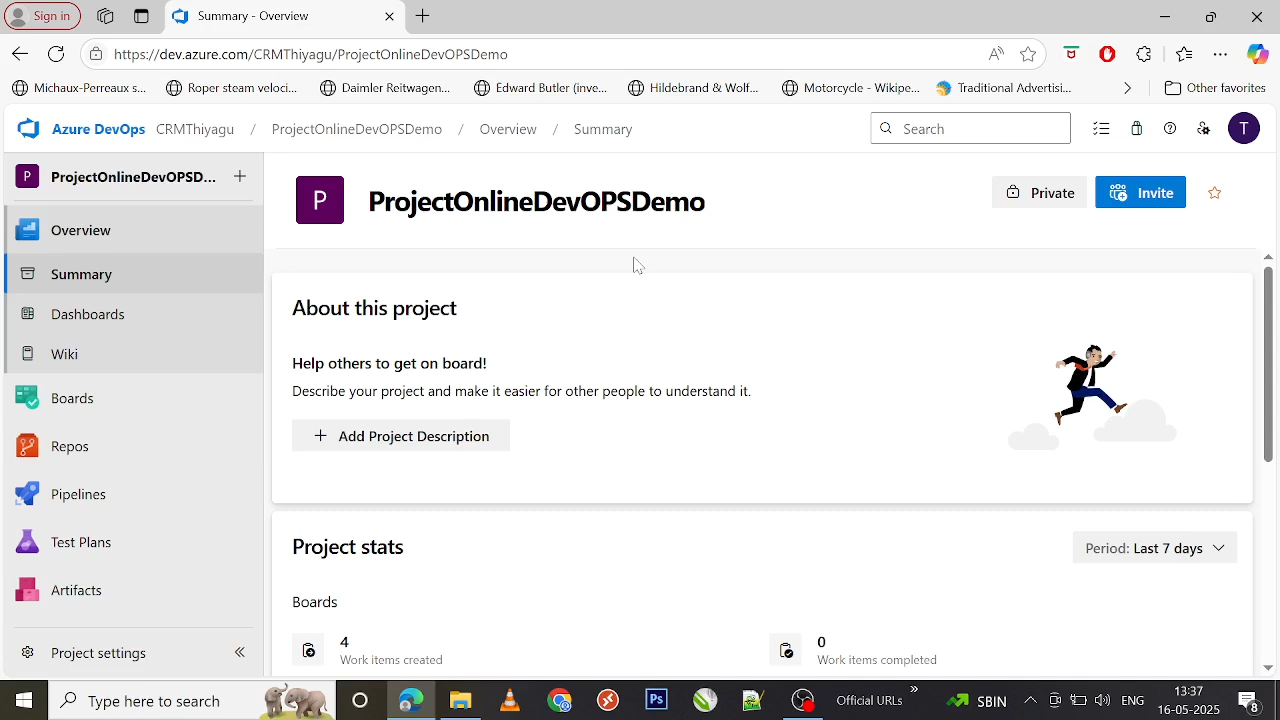 Sign in
Summary - Overview
https://dev.azure.com/CRMThiyagu/ProjectOnlineDevOPSDemo
Michaux-Perreaux s...
Roper steam veloci...
Daimler Reitwagen...
Edward Butler (inve...
Hildebrand & Wolf...
Motorcycle - Wikipe...
Traditional Advertisi...
Other favorites
Azure DevOps CRMThiyagu / ProjectOnlineDevOPSDemo / Overview / Summary
Search
T
P ProjectOnlineDevOPSD...
Overview
Summary
Dashboards
Wiki
Boards
Repos
Pipelines
Test Plans
Artifacts
Project settings
P ProjectOnlineDevOPSDemo
Private
Invite
About this project
Help others to get on board!
Describe your project and make it easier for other people to understand it.
Add Project Description
Project stats
Period: Last 7 days
Boards
4
Work items created
0
Work items completed
Type here to search
Ps
Official URLs
SBIN
ENG
13:37
16-05-2025
8